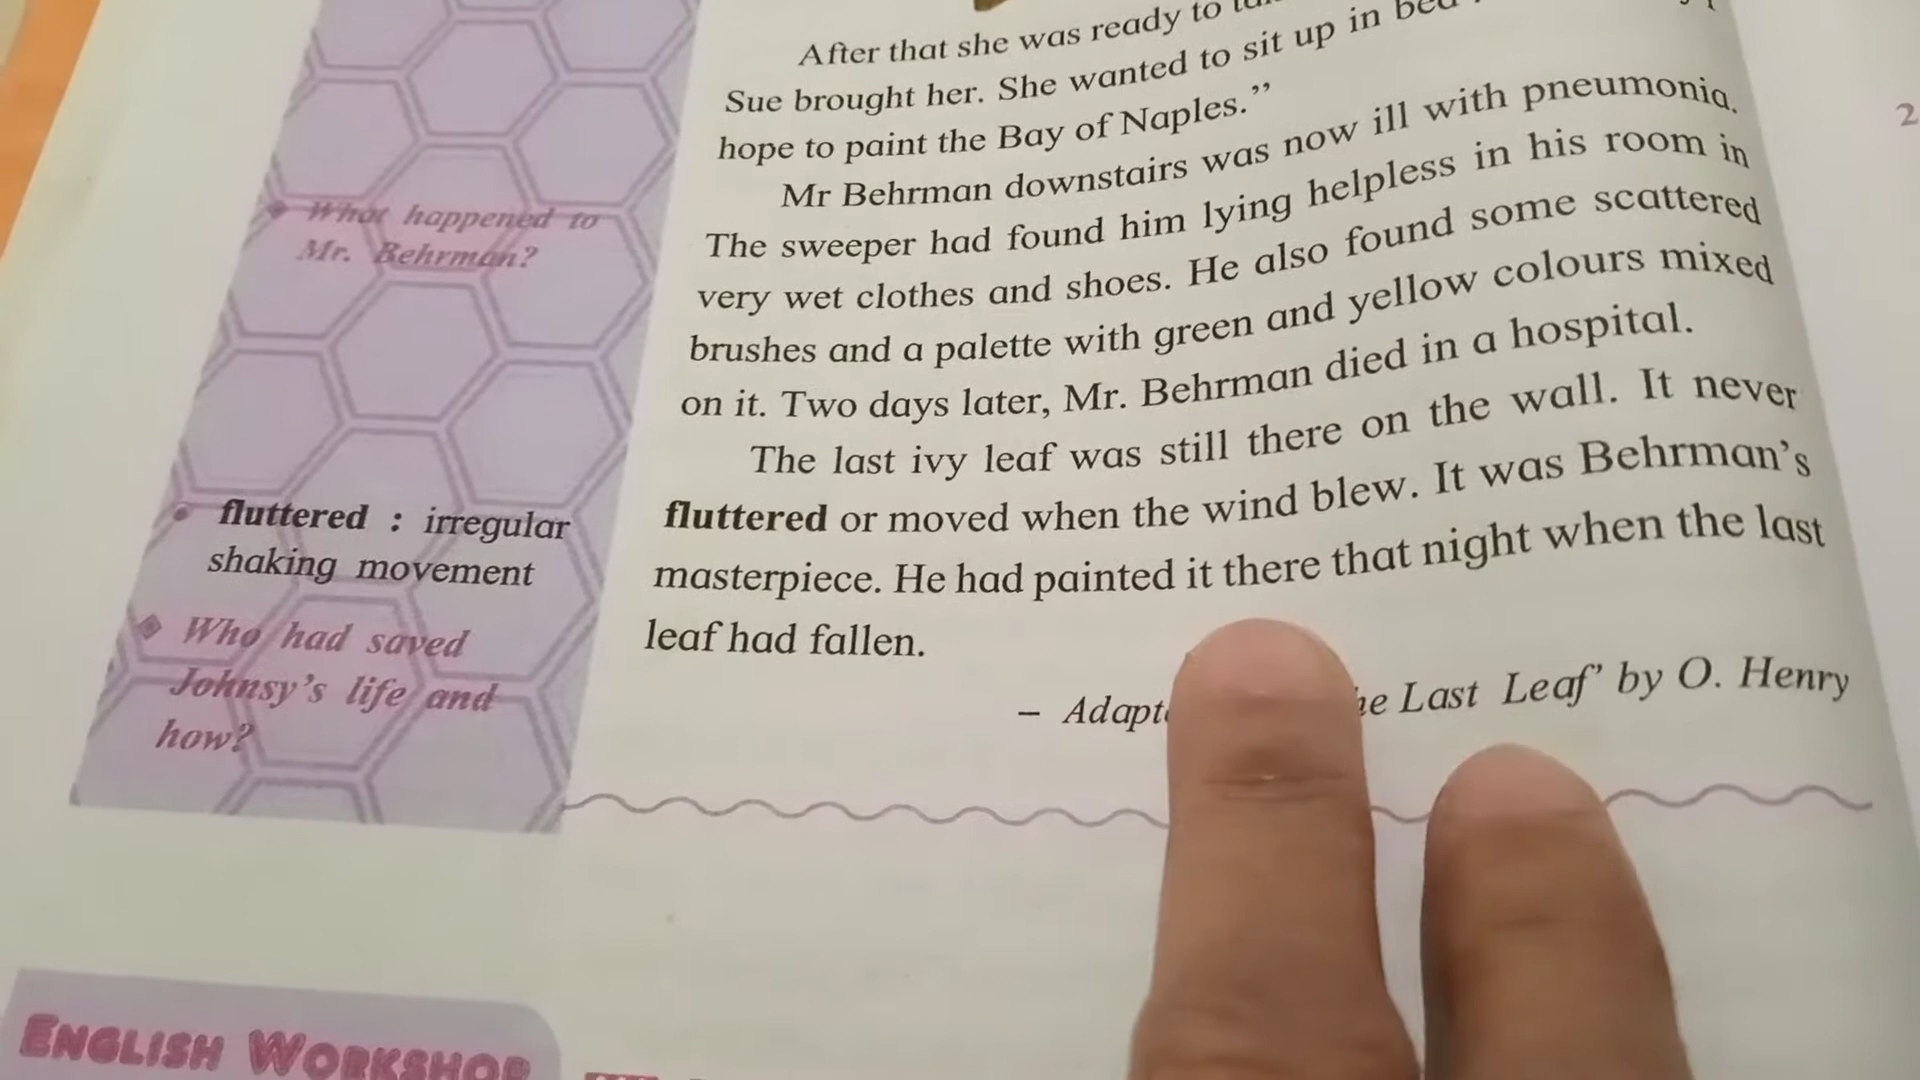 After that she was ready to
Sue brought her. She wanted to sit up in bed
hope to paint the Bay of Naples.”
Mr Behrman downstairs was now ill with pneumonia.
The sweeper had found him lying helpless in his room in
very wet clothes and shoes. He also found some scattered
brushes and a palette with green and yellow colours mixed
on it. Two days later, Mr. Behrman died in a hospital.
The last ivy leaf was still there on the wall. It never
fluttered or moved when the wind blew. It was Behrman’s
masterpiece. He had painted it there that night when the last
leaf had fallen.
– Adapt Last Leaf’ by O. Henry
What happened to
Mr. Behrman?
fluttered : irregular
shaking movement
Who had saved
Johnsy’s life and
how?
ENGLISH WORKSHOP
2